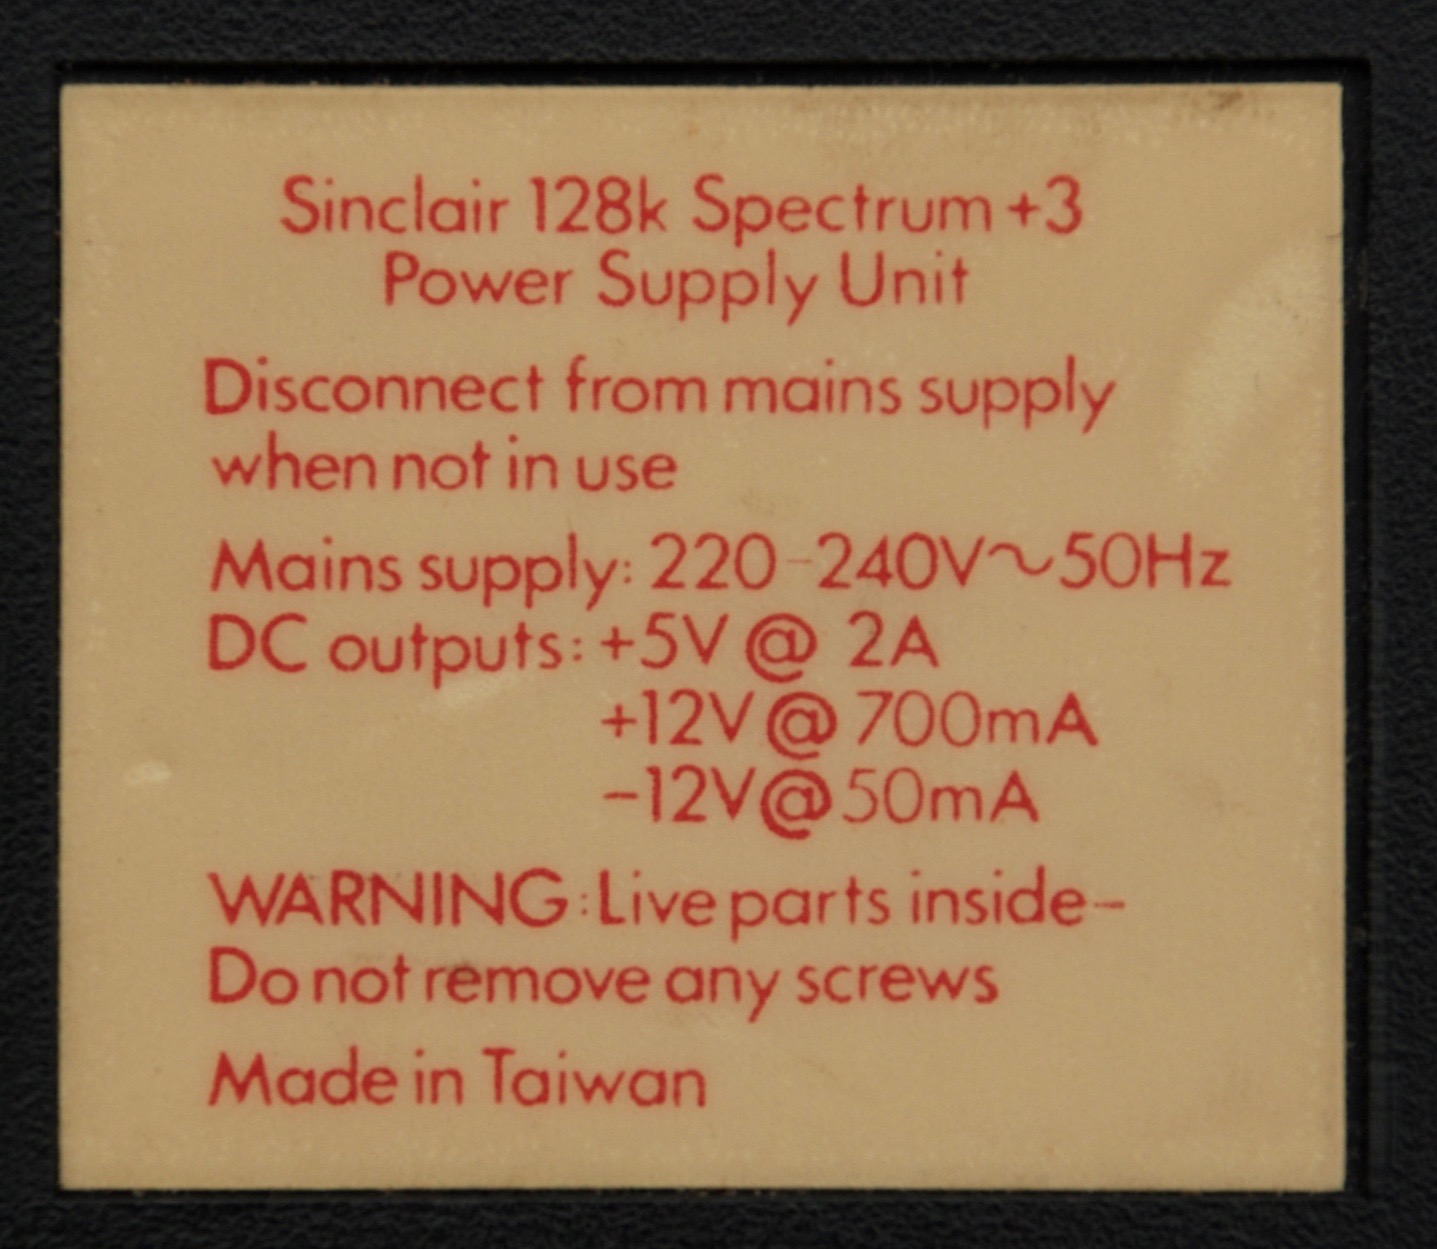 Sinclair 128k Spectrum +3
Power Supply Unit
Disconnect from mains supply
when not in use
Mains supply: 220-240V~50Hz
DC outputs: +5V @ 2A
+12V @ 700mA
-12V @ 50mA
WARNING: Live parts inside-
Do not remove any screws
Made in Taiwan